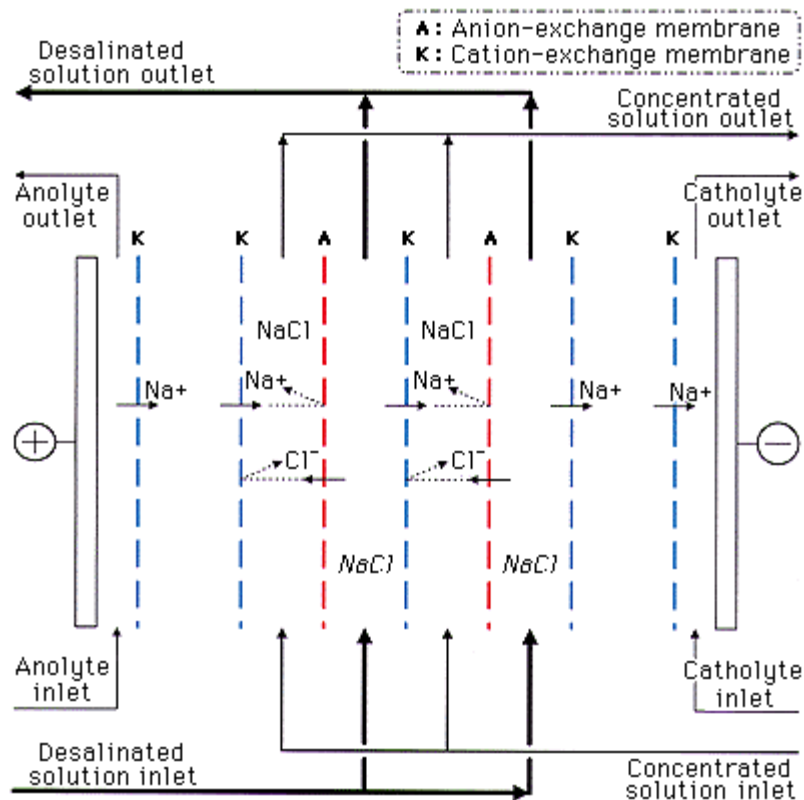 A: Anion-exchange membrane
K: Cation-exchange membrane
Desalinated
solution outlet
Concentrated
solution outlet
Anolyte
outlet
Catholyte
outlet
K K A K A K K
NaCl NaCl
Na+ Na+ Na+ Na+ Na+
+ −
Cl⁻ Cl⁻
NaCl NaCl
Anolyte
inlet
Catholyte
inlet
Desalinated
solution inlet
Concentrated
solution inlet